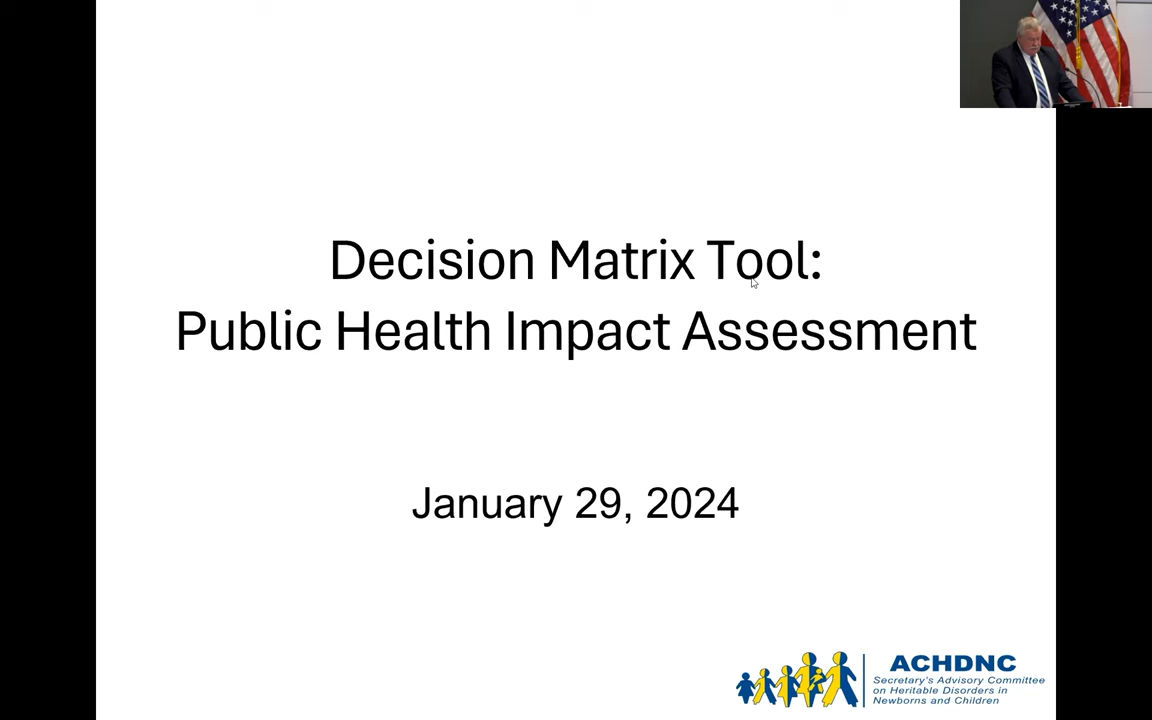 Decision Matrix Tool:
Public Health Impact Assessment
January 29, 2024
ACHDNC
Secretary's Advisory Committee
on Heritable Disorders in
Newborns and Children